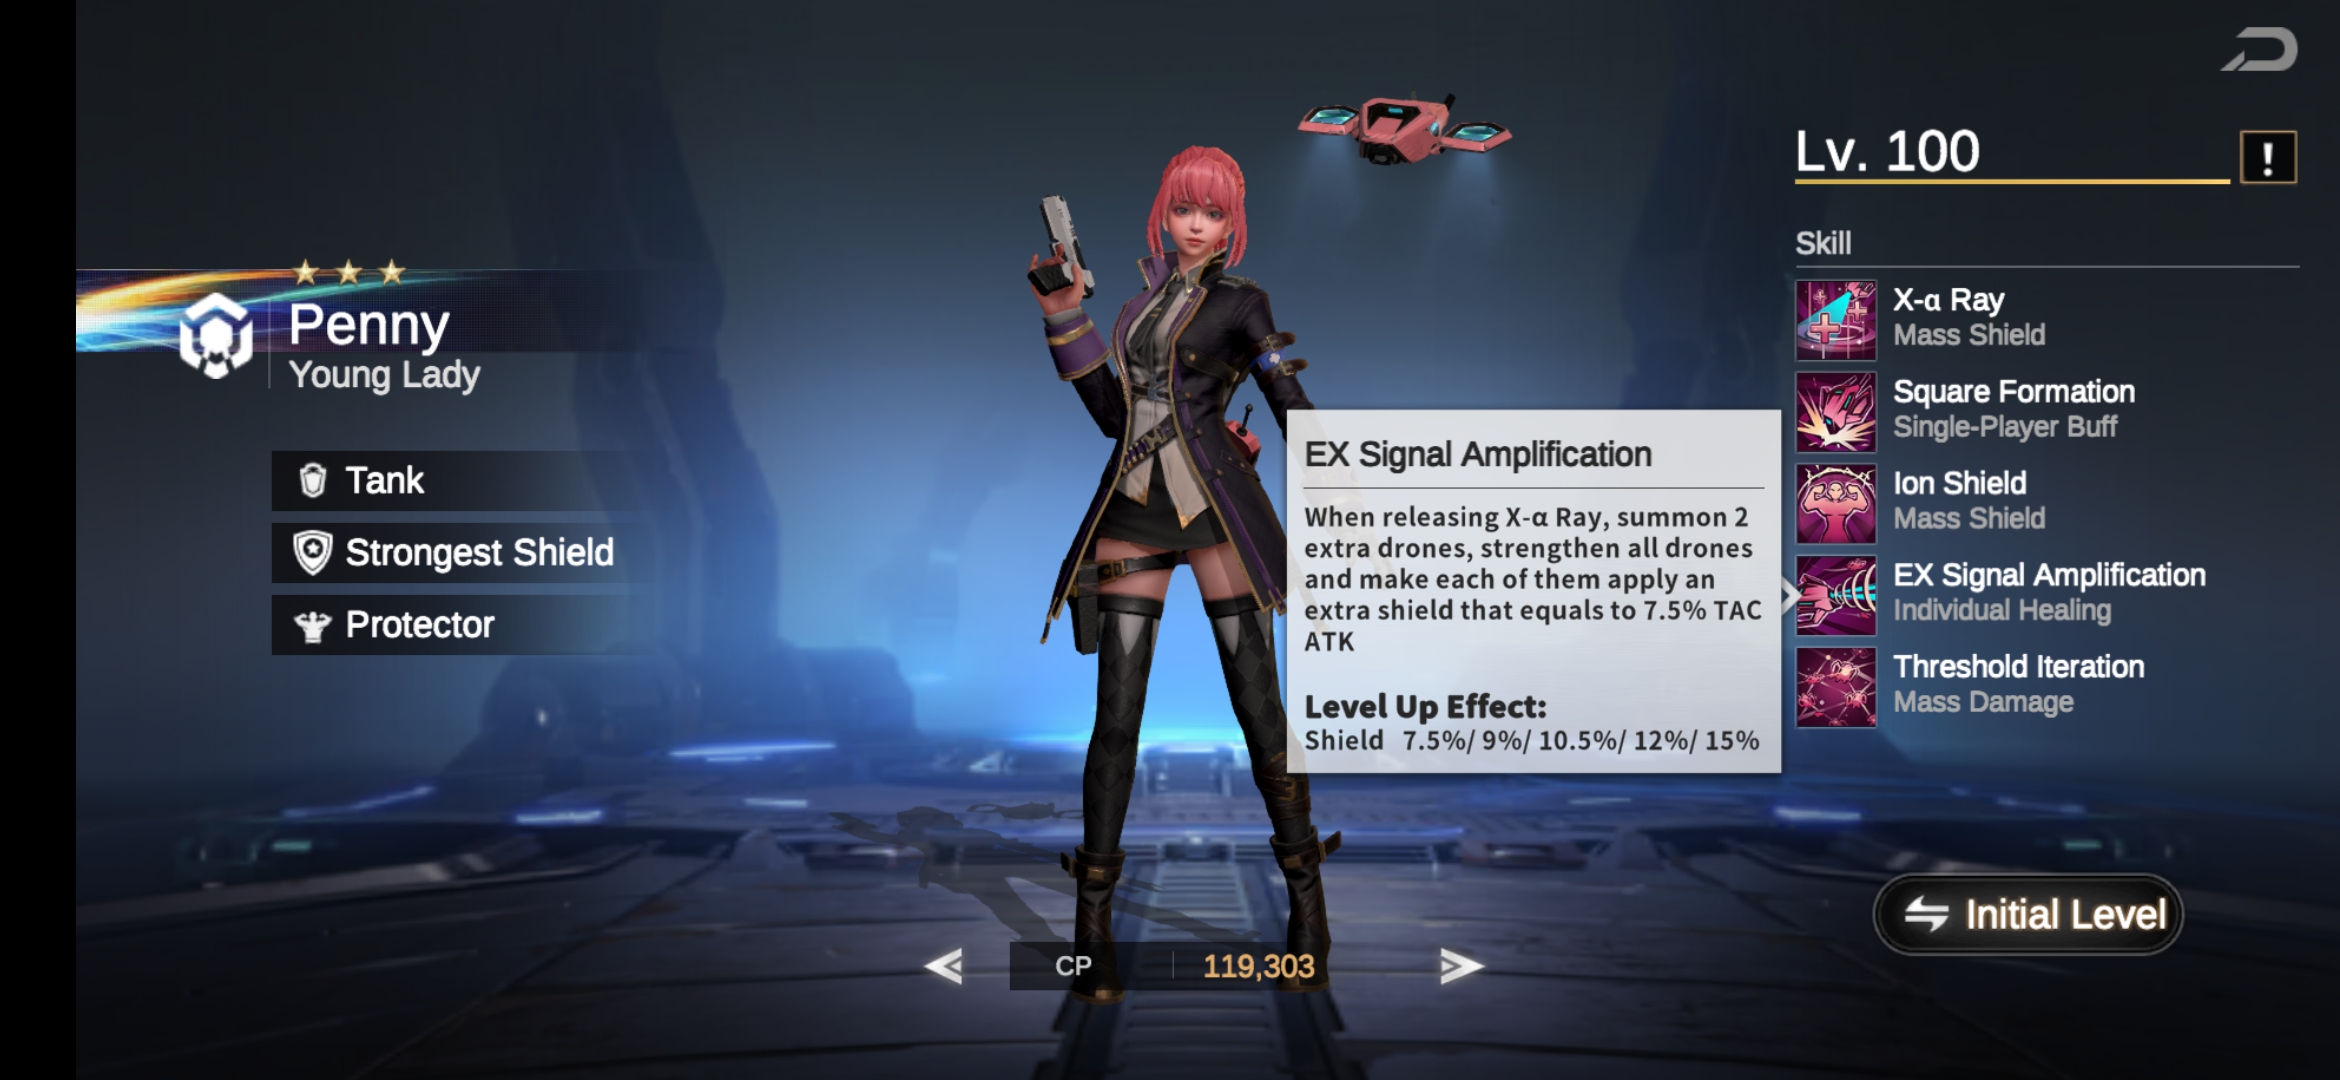 Lv. 100
!
Skill
X-α Ray
Mass Shield
Square Formation
Single-Player Buff
Ion Shield
Mass Shield
EX Signal Amplification
Individual Healing
Threshold Iteration
Mass Damage
Penny
Young Lady
Tank
Strongest Shield
Protector
EX Signal Amplification
When releasing X-α Ray, summon 2
extra drones, strengthen all drones
and make each of them apply an
extra shield that equals to 7.5% TAC
ATK
Level Up Effect:
Shield 7.5%/ 9%/ 10.5%/ 12%/ 15%
CP 119,303
Initial Level